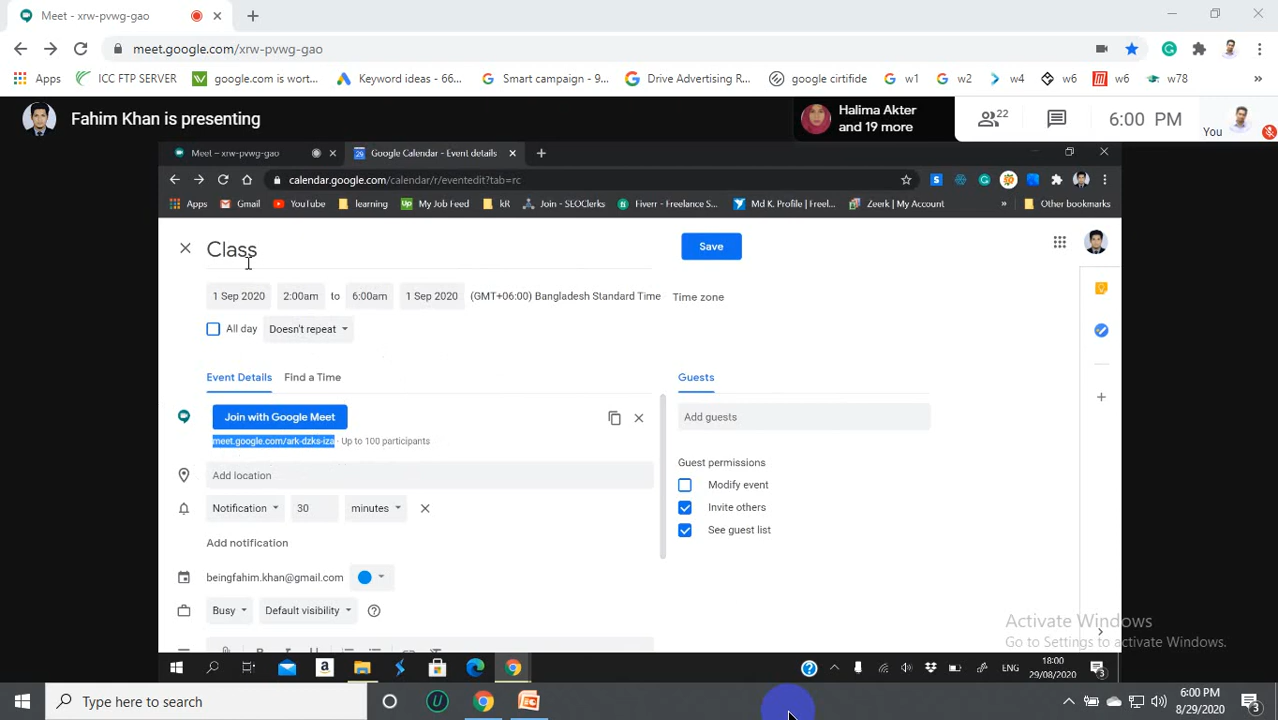 Meet - xrw-pvwg-gao
meet.google.com/xrw-pvwg-gao
Apps ICC FTP SERVER google.com is wort... Keyword ideas - 66... Smart campaign - 9... Drive Advertising R... google certifide w1 w2 w4 w6 w6 w78 »
Fahim Khan is presenting
Halima Akter
and 19 more
22
6:00 PM
You
Meet – xrw-pvwg-gao
Google Calendar - Event details
calendar.google.com/calendar/r/eventedit?tab=rc
Apps Gmail YouTube learning My Job Feed kR Join - SEOClerks Fiverr - Freelance S... Md K. Profile | Freel... Zeerk | My Account » Other bookmarks
Class
Save
1 Sep 2020 2:00am to 6:00am 1 Sep 2020 (GMT+06:00) Bangladesh Standard Time Time zone
All day Doesn't repeat
Event Details Find a Time
Guests
Join with Google Meet
meet.google.com/ark-dzks-iza · Up to 100 participants
Add guests
Guest permissions
Add location
Modify event
Notification 30 minutes
Invite others
See guest list
Add notification
beingfahim.khan@gmail.com
Busy Default visibility
Activate Windows
Go to Settings to activate Windows.
ENG
18:00
29/08/2020
3
Type here to search
6:00 PM
8/29/2020
3